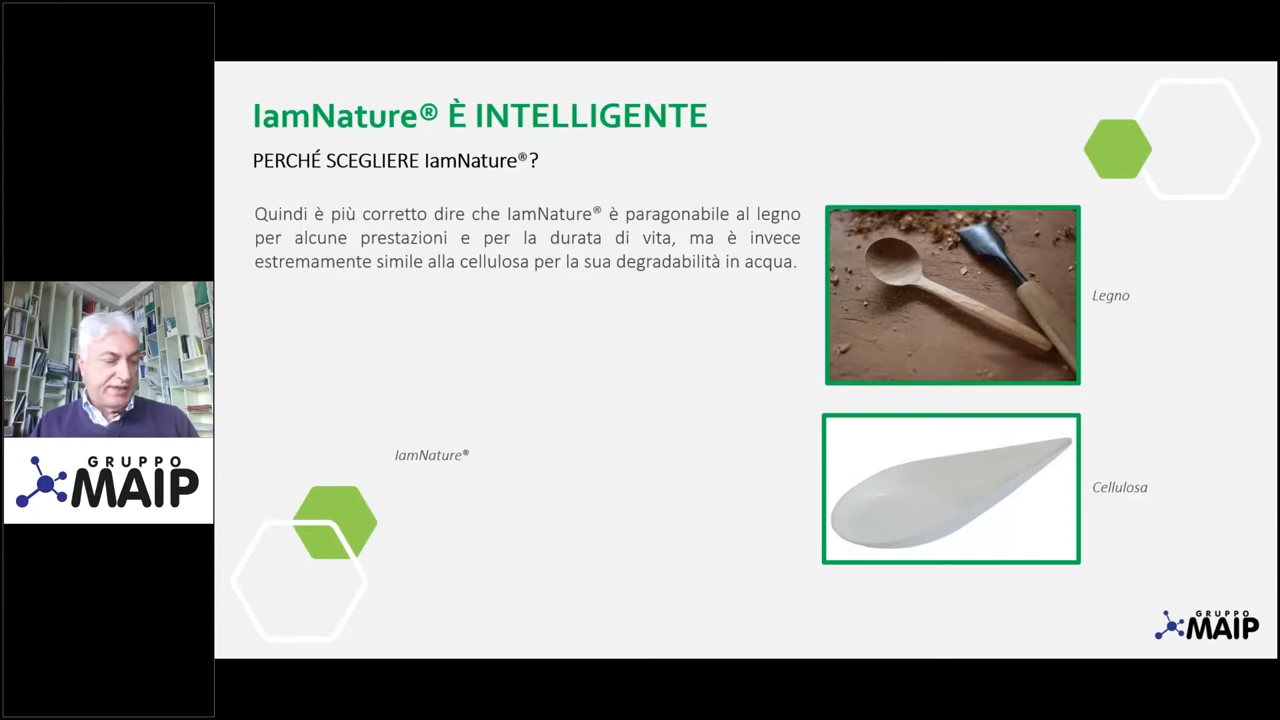 IamNature® È INTELLIGENTE
PERCHÉ SCEGLIERE IamNature®?
Quindi è più corretto dire che IamNature® è paragonabile al legno
per alcune prestazioni e per la durata di vita, ma è invece
estremamente simile alla cellulosa per la sua degradabilità in acqua.
Legno
IamNature®
Cellulosa
GRUPPO
MAIP
GRUPPO
MAIP